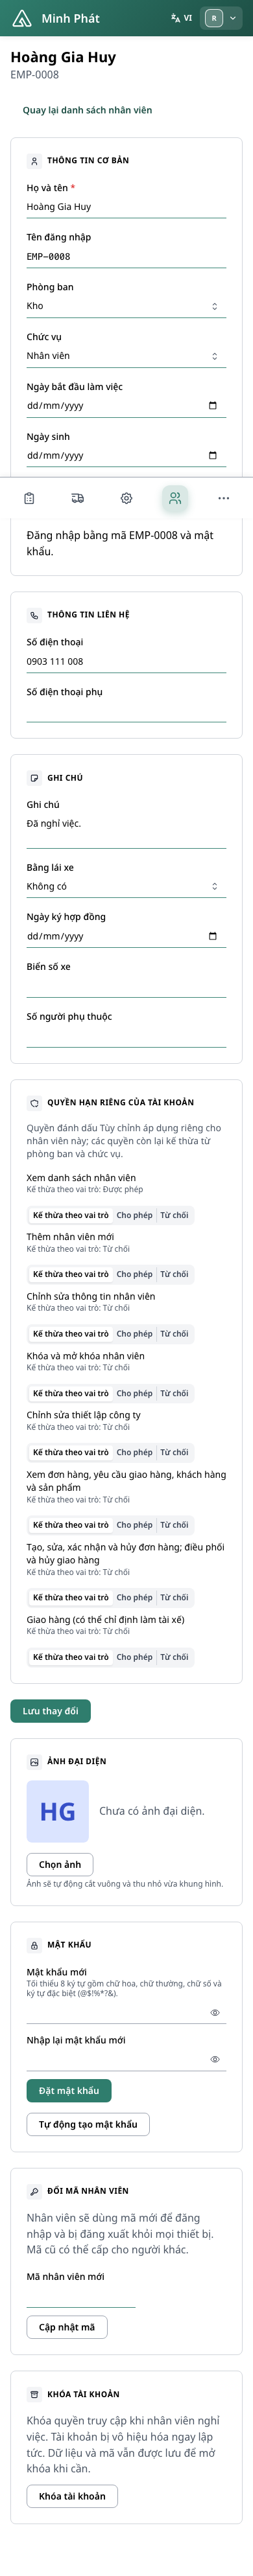 Minh Phát
VI
R
Hoàng Gia Huy
EMP-0008
Quay lại danh sách nhân viên
THÔNG TIN CƠ BẢN
Họ và tên *
Hoàng Gia Huy
Tên đăng nhập
EMP-0008
Phòng ban
Kho
Chức vụ
Nhân viên
Ngày bắt đầu làm việc
dd/mm/yyyy
Ngày sinh
dd/mm/yyyy
Đăng nhập bằng mã EMP-0008 và mật
khẩu.
THÔNG TIN LIÊN HỆ
Số điện thoại
0903 111 008
Số điện thoại phụ
GHI CHÚ
Ghi chú
Đã nghỉ việc.
Bằng lái xe
Không có
Ngày ký hợp đồng
dd/mm/yyyy
Biển số xe
Số người phụ thuộc
QUYỀN HẠN RIÊNG CỦA TÀI KHOẢN
Quyền đánh dấu Tùy chỉnh áp dụng riêng cho
nhân viên này; các quyền còn lại kế thừa từ
phòng ban và chức vụ.
Xem danh sách nhân viên
Kế thừa theo vai trò: Được phép
Kế thừa theo vai trò Cho phép Từ chối
Thêm nhân viên mới
Kế thừa theo vai trò: Từ chối
Kế thừa theo vai trò Cho phép Từ chối
Chỉnh sửa thông tin nhân viên
Kế thừa theo vai trò: Từ chối
Kế thừa theo vai trò Cho phép Từ chối
Khóa và mở khóa nhân viên
Kế thừa theo vai trò: Từ chối
Kế thừa theo vai trò Cho phép Từ chối
Chỉnh sửa thiết lập công ty
Kế thừa theo vai trò: Từ chối
Kế thừa theo vai trò Cho phép Từ chối
Xem đơn hàng, yêu cầu giao hàng, khách hàng
và sản phẩm
Kế thừa theo vai trò: Từ chối
Kế thừa theo vai trò Cho phép Từ chối
Tạo, sửa, xác nhận và hủy đơn hàng; điều phối
và hủy giao hàng
Kế thừa theo vai trò: Từ chối
Kế thừa theo vai trò Cho phép Từ chối
Giao hàng (có thể chỉ định làm tài xế)
Kế thừa theo vai trò: Từ chối
Kế thừa theo vai trò Cho phép Từ chối
Lưu thay đổi
ẢNH ĐẠI DIỆN
HG
Chưa có ảnh đại diện.
Chọn ảnh
Ảnh sẽ tự động cắt vuông và thu nhỏ vừa khung hình.
MẬT KHẨU
Mật khẩu mới
Tối thiểu 8 ký tự gồm chữ hoa, chữ thường, chữ số và
ký tự đặc biệt (@$!%*?&).
Nhập lại mật khẩu mới
Đặt mật khẩu
Tự động tạo mật khẩu
ĐỔI MÃ NHÂN VIÊN
Nhân viên sẽ dùng mã mới để đăng
nhập và bị đăng xuất khỏi mọi thiết bị.
Mã cũ có thể cấp cho người khác.
Mã nhân viên mới
Cập nhật mã
KHÓA TÀI KHOẢN
Khóa quyền truy cập khi nhân viên nghỉ
việc. Tài khoản bị vô hiệu hóa ngay lập
tức. Dữ liệu và mã vẫn được lưu để mở
khóa khi cần.
Khóa tài khoản